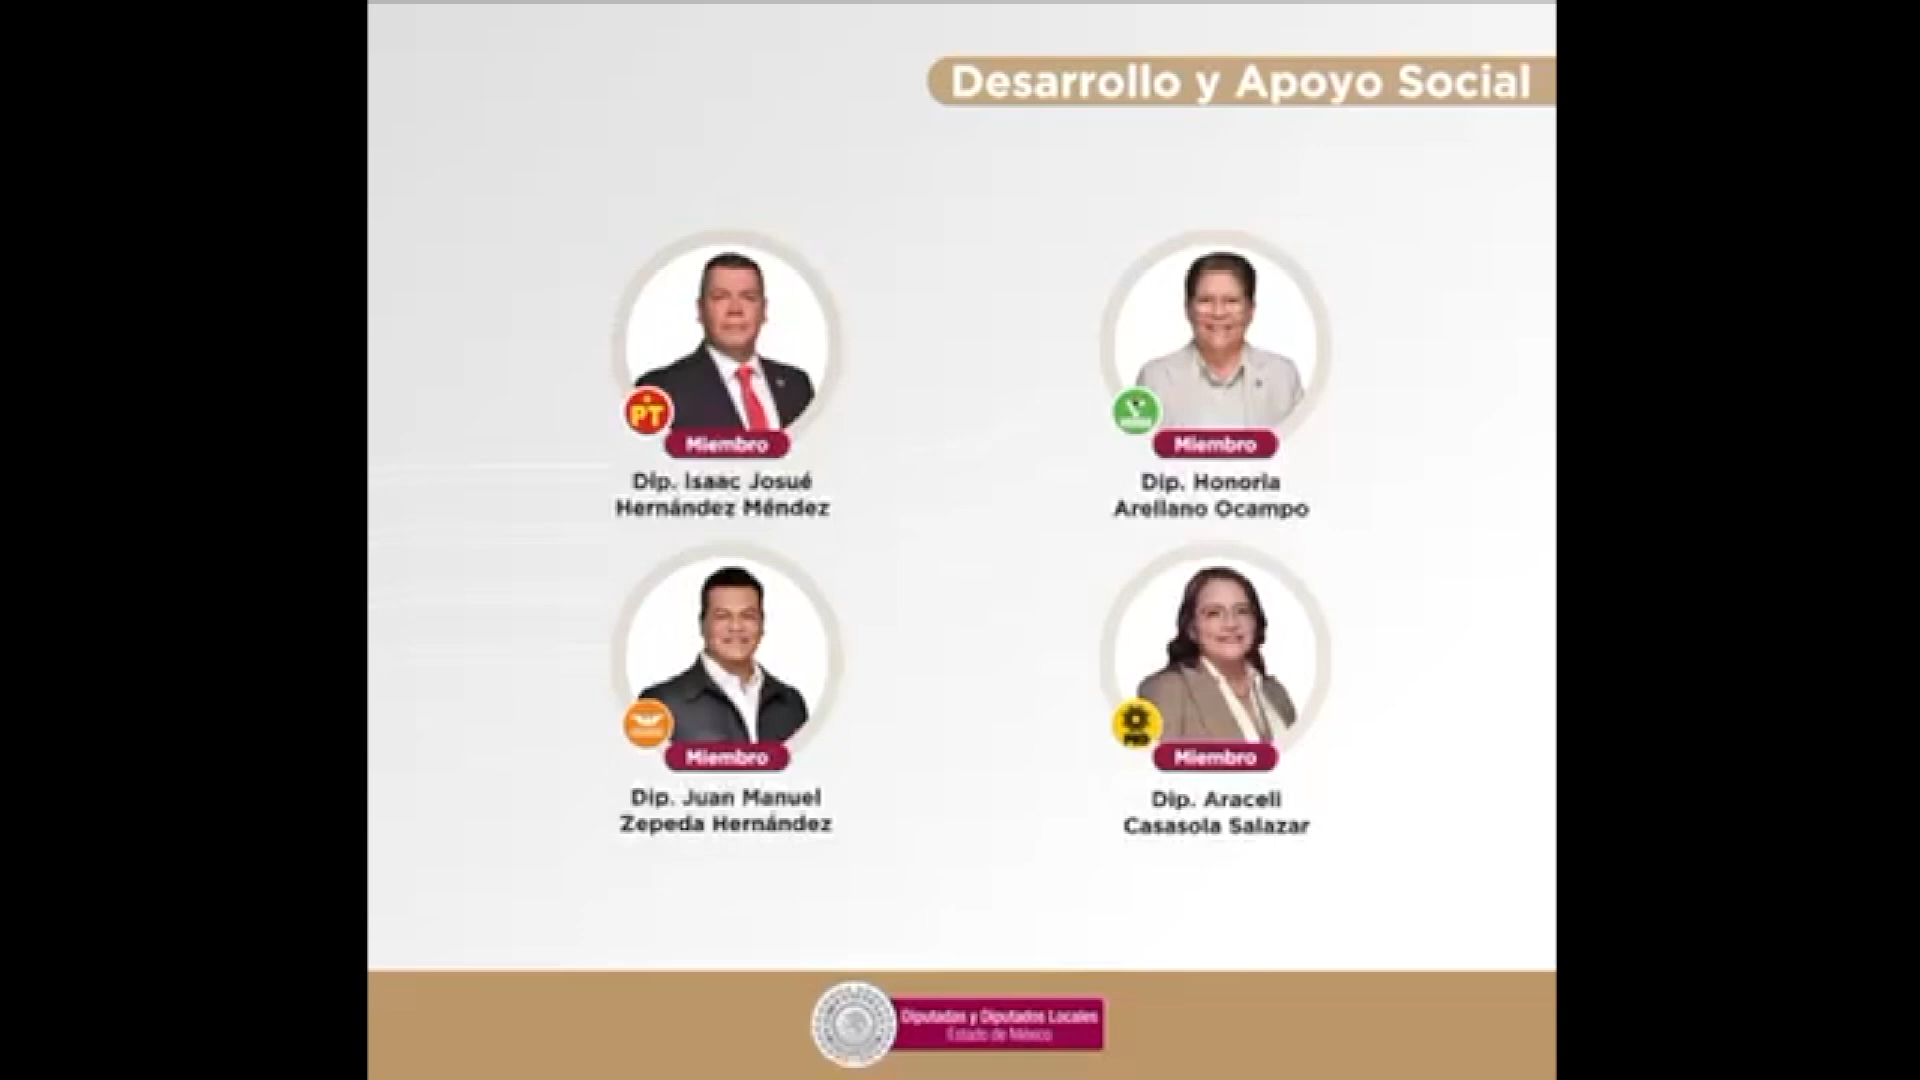 Desarrollo y Apoyo Social
PT
Miembro
Dip. Isaac Josué
Hernández Méndez
Miembro
Dip. Honoria
Arellano Ocampo
Miembro
Dip. Juan Manuel
Zepeda Hernández
PRD
Miembro
Dip. Araceli
Casasola Salazar
Diputadas y Diputados Locales
Estado de México